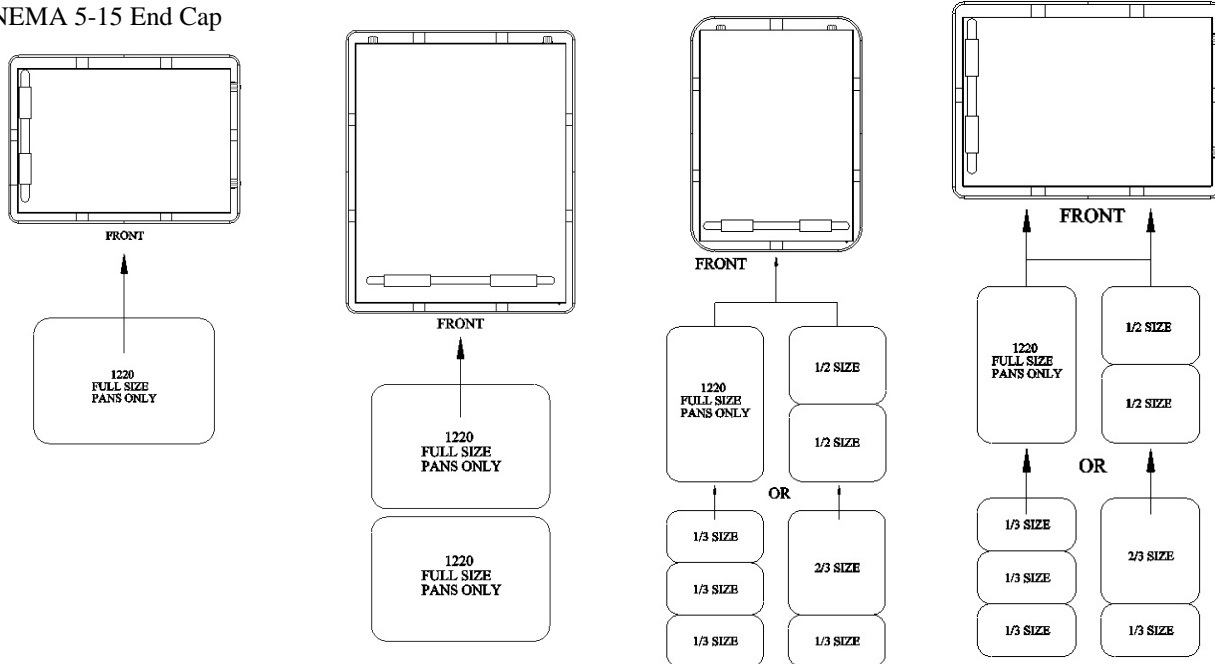 NEMA 5-15 End Cap
FRONT
1220
FULL SIZE
PANS ONLY
FRONT
1220
FULL SIZE
PANS ONLY
1220
FULL SIZE
PANS ONLY
FRONT
1220
FULL SIZE
PANS ONLY
1/2 SIZE
1/2 SIZE
OR
1/3 SIZE
1/3 SIZE
1/3 SIZE
2/3 SIZE
1/3 SIZE
FRONT
1220
FULL SIZE
PANS ONLY
1/2 SIZE
1/2 SIZE
OR
1/3 SIZE
1/3 SIZE
1/3 SIZE
2/3 SIZE
1/3 SIZE